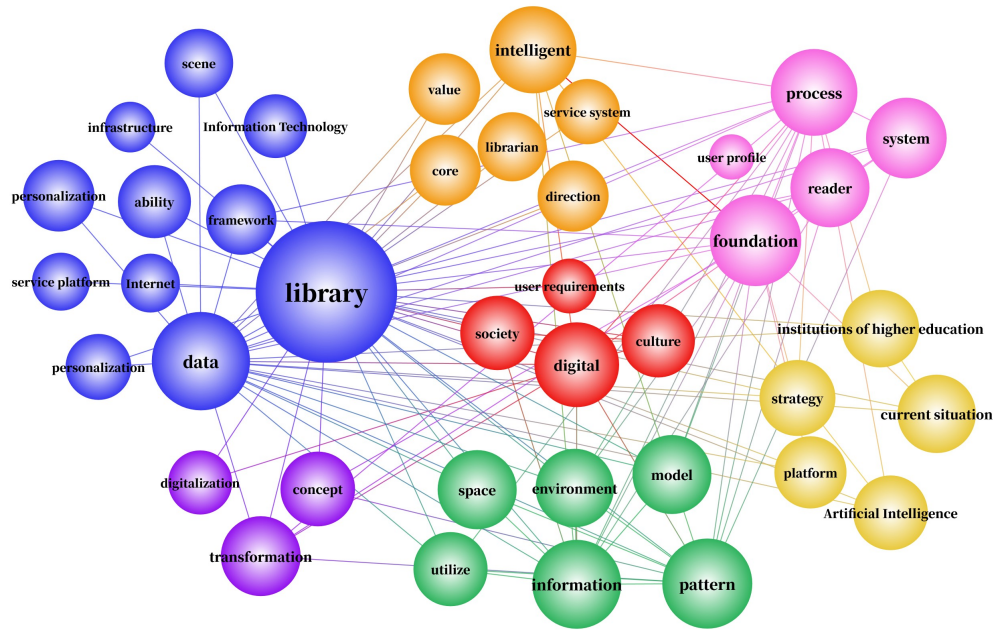 intelligent
scene
value
process
service system
infrastructure
Information Technology
system
librarian
user profile
core
reader
personalization
ability
direction
framework
foundation
service platform
Internet
library
user requirements
institutions of higher education
society
culture
data
digital
personalization
strategy
current situation
digitalization
concept
space
environment
model
platform
Artificial Intelligence
transformation
utilize
information
pattern